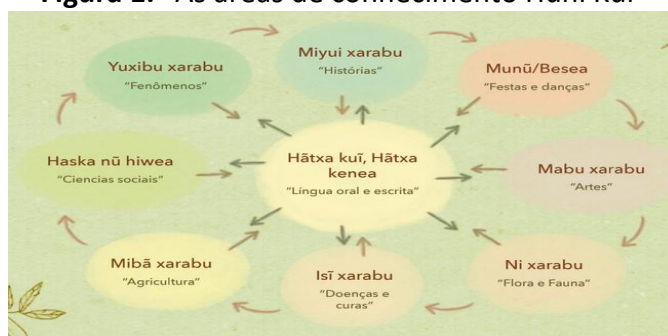 Figura As áreas de conhecimento Huni
Miyui xarabu
"Histórias"
Yuxibu xarabu
"Fenômenos"
Munũ/Besea
"Festas e danças"
Hãtxa kuĩ, Hãtxa
kenea
"Língua oral e escrita"
Haska nũ hiwea
"Ciencias sociais"
Mabu xarabu
"Artes"
Mibã xarabu
"Agricultura"
Isĩ xarabu
"Doenças e
curas"
Ni xarabu
"Flora e Fauna"